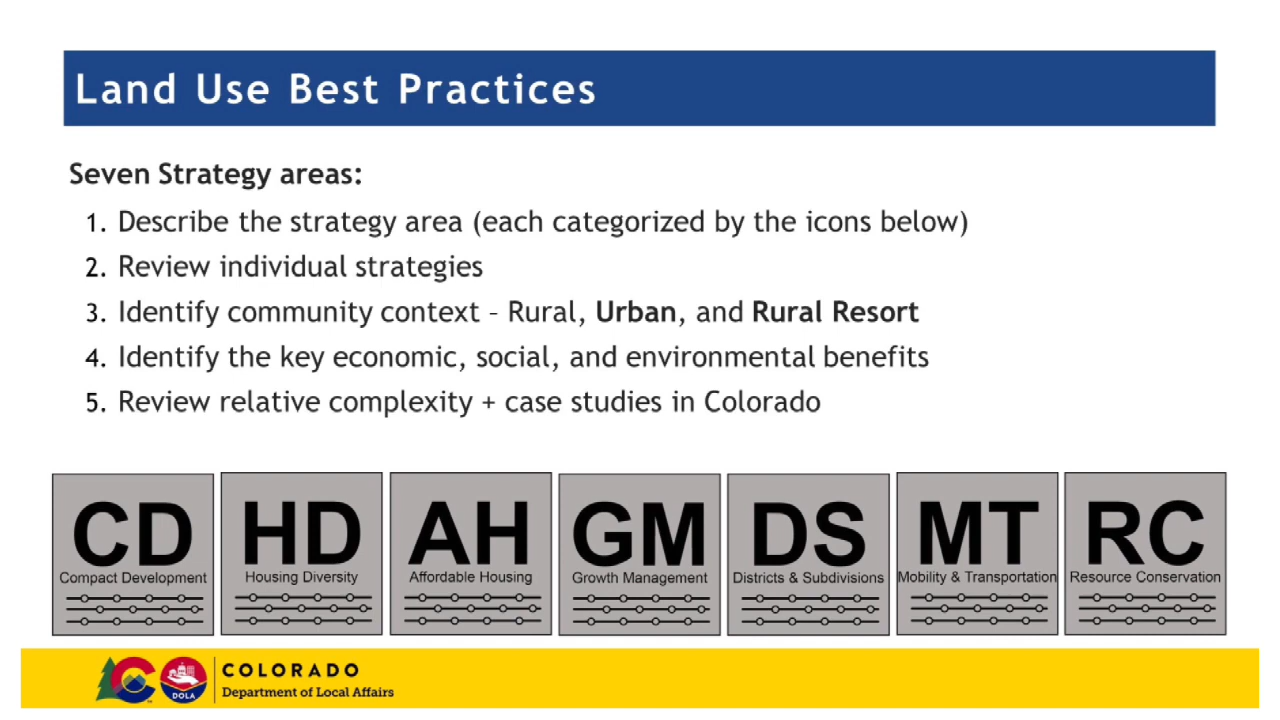 Land Use Best Practices
Seven Strategy areas:
1. Describe the strategy area (each categorized by the icons below)
2. Review individual strategies
3. Identify community context – Rural, Urban, and Rural Resort
4. Identify the key economic, social, and environmental benefits
5. Review relative complexity + case studies in Colorado
CD
Compact Development
HD
Housing Diversity
AH
Affordable Housing
GM
Growth Management
DS
Districts & Subdivisions
MT
Mobility & Transportation
RC
Resource Conservation
CO
DOLA
COLORADO
Department of Local Affairs